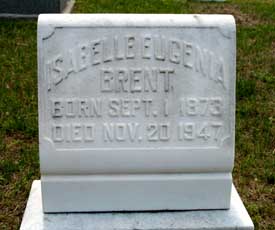 ISABELLE EUGENIA
BRENT
BORN SEPT. 1 1873
DIED NOV. 20 1947